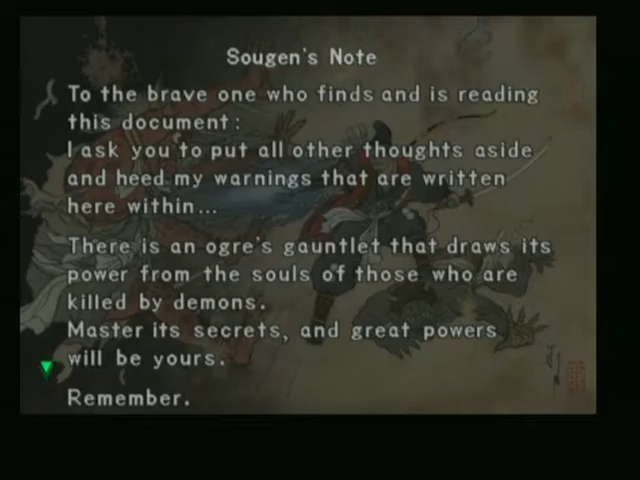 Sougen's Note
To the brave one who finds and is reading
this document:
I ask you to put all other thoughts aside
and heed my warnings that are written
here within...
There is an ogre's gauntlet that draws its
power from the souls of those who are
killed by demons.
Master its secrets, and great powers
will be yours.
Remember.